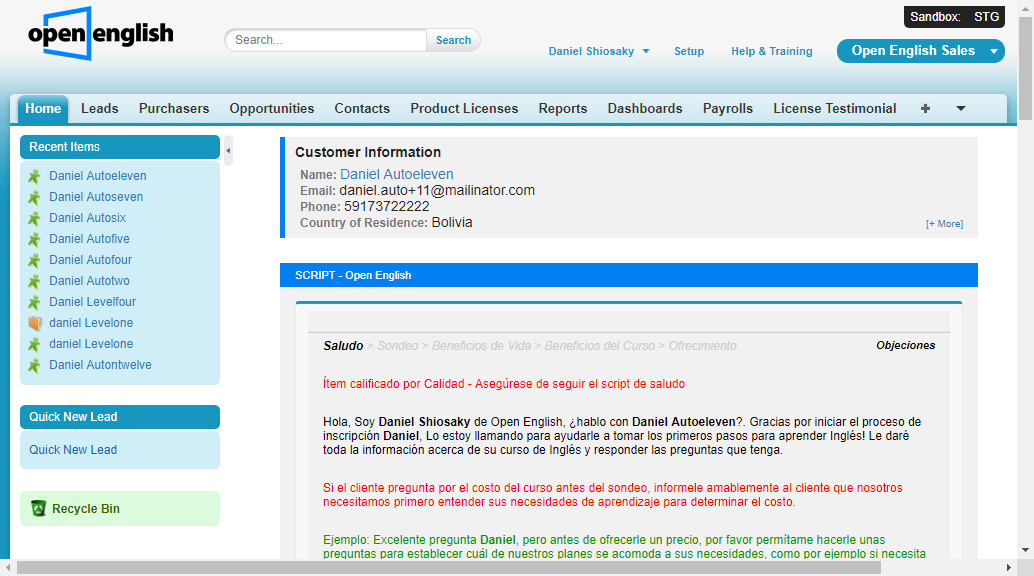 Sandbox: STG
open english
Search...
Search
Daniel Shiosaky
Setup
Help & Training
Open English Sales
Home
Leads
Purchasers
Opportunities
Contacts
Product Licenses
Reports
Dashboards
Payrolls
License Testimonial
+
Recent Items
Daniel Autoeleven
Daniel Autoseven
Daniel Autosix
Daniel Autofive
Daniel Autofour
Daniel Autotwo
Daniel Levelfour
daniel Levelone
daniel Levelone
Daniel Autontwelve
Quick New Lead
Quick New Lead
Recycle Bin
Customer Information
Name: Daniel Autoeleven
Email: daniel.auto+11@mailinator.com
Phone: 59173722222
Country of Residence: Bolivia
[+ More]
SCRIPT - Open English
Saludo > Sondeo > Beneficios de Vida > Beneficios del Curso > Ofrecimiento
Objeciones
Ítem calificado por Calidad - Asegúrese de seguir el script de saludo
Hola, Soy Daniel Shiosaky de Open English, ¿hablo con Daniel Autoeleven?. Gracias por iniciar el proceso de
inscripción Daniel, Lo estoy llamando para ayudarle a tomar los primeros pasos para aprender Inglés! Le daré
toda la información acerca de su curso de Inglés y responder las preguntas que tenga.
Si el cliente pregunta por el costo del curso antes del sondeo, informele amablemente al cliente que nosotros
necesitamos primero entender sus necesidades de aprendizaje para determinar el costo.
Ejemplo: Excelente pregunta Daniel, pero antes de ofrecerle un precio, por favor permítame hacerle unas
preguntas para establecer cuál de nuestros planes se acomoda a sus necesidades, como por ejemplo si necesita